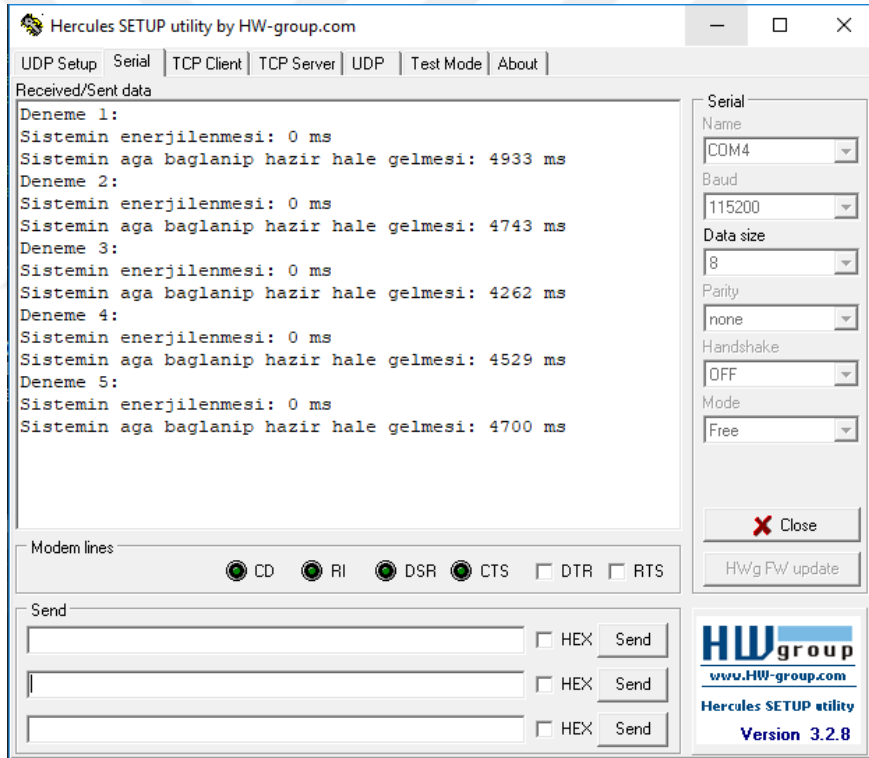 Hercules SETUP utility by HW-group.com
UDP Setup Serial TCP Client TCP Server UDP Test Mode About
Received/Sent data
Deneme 1:
Sistemin enerjilenmesi: 0 ms
Sistemin aga baglanip hazir hale gelmesi: 4933 ms
Deneme 2:
Sistemin enerjilenmesi: 0 ms
Sistemin aga baglanip hazir hale gelmesi: 4743 ms
Deneme 3:
Sistemin enerjilenmesi: 0 ms
Sistemin aga baglanip hazir hale gelmesi: 4262 ms
Deneme 4:
Sistemin enerjilenmesi: 0 ms
Sistemin aga baglanip hazir hale gelmesi: 4529 ms
Deneme 5:
Sistemin enerjilenmesi: 0 ms
Sistemin aga baglanip hazir hale gelmesi: 4700 ms
Serial
Name
COM4
Baud
115200
Data size
8
Parity
none
Handshake
OFF
Mode
Free
Close
HWg FW update
Modem lines
CD RI DSR CTS DTR RTS
Send
HEX Send
HEX Send
HEX Send
HW group
www.HW-group.com
Hercules SETUP utility
Version 3.2.8